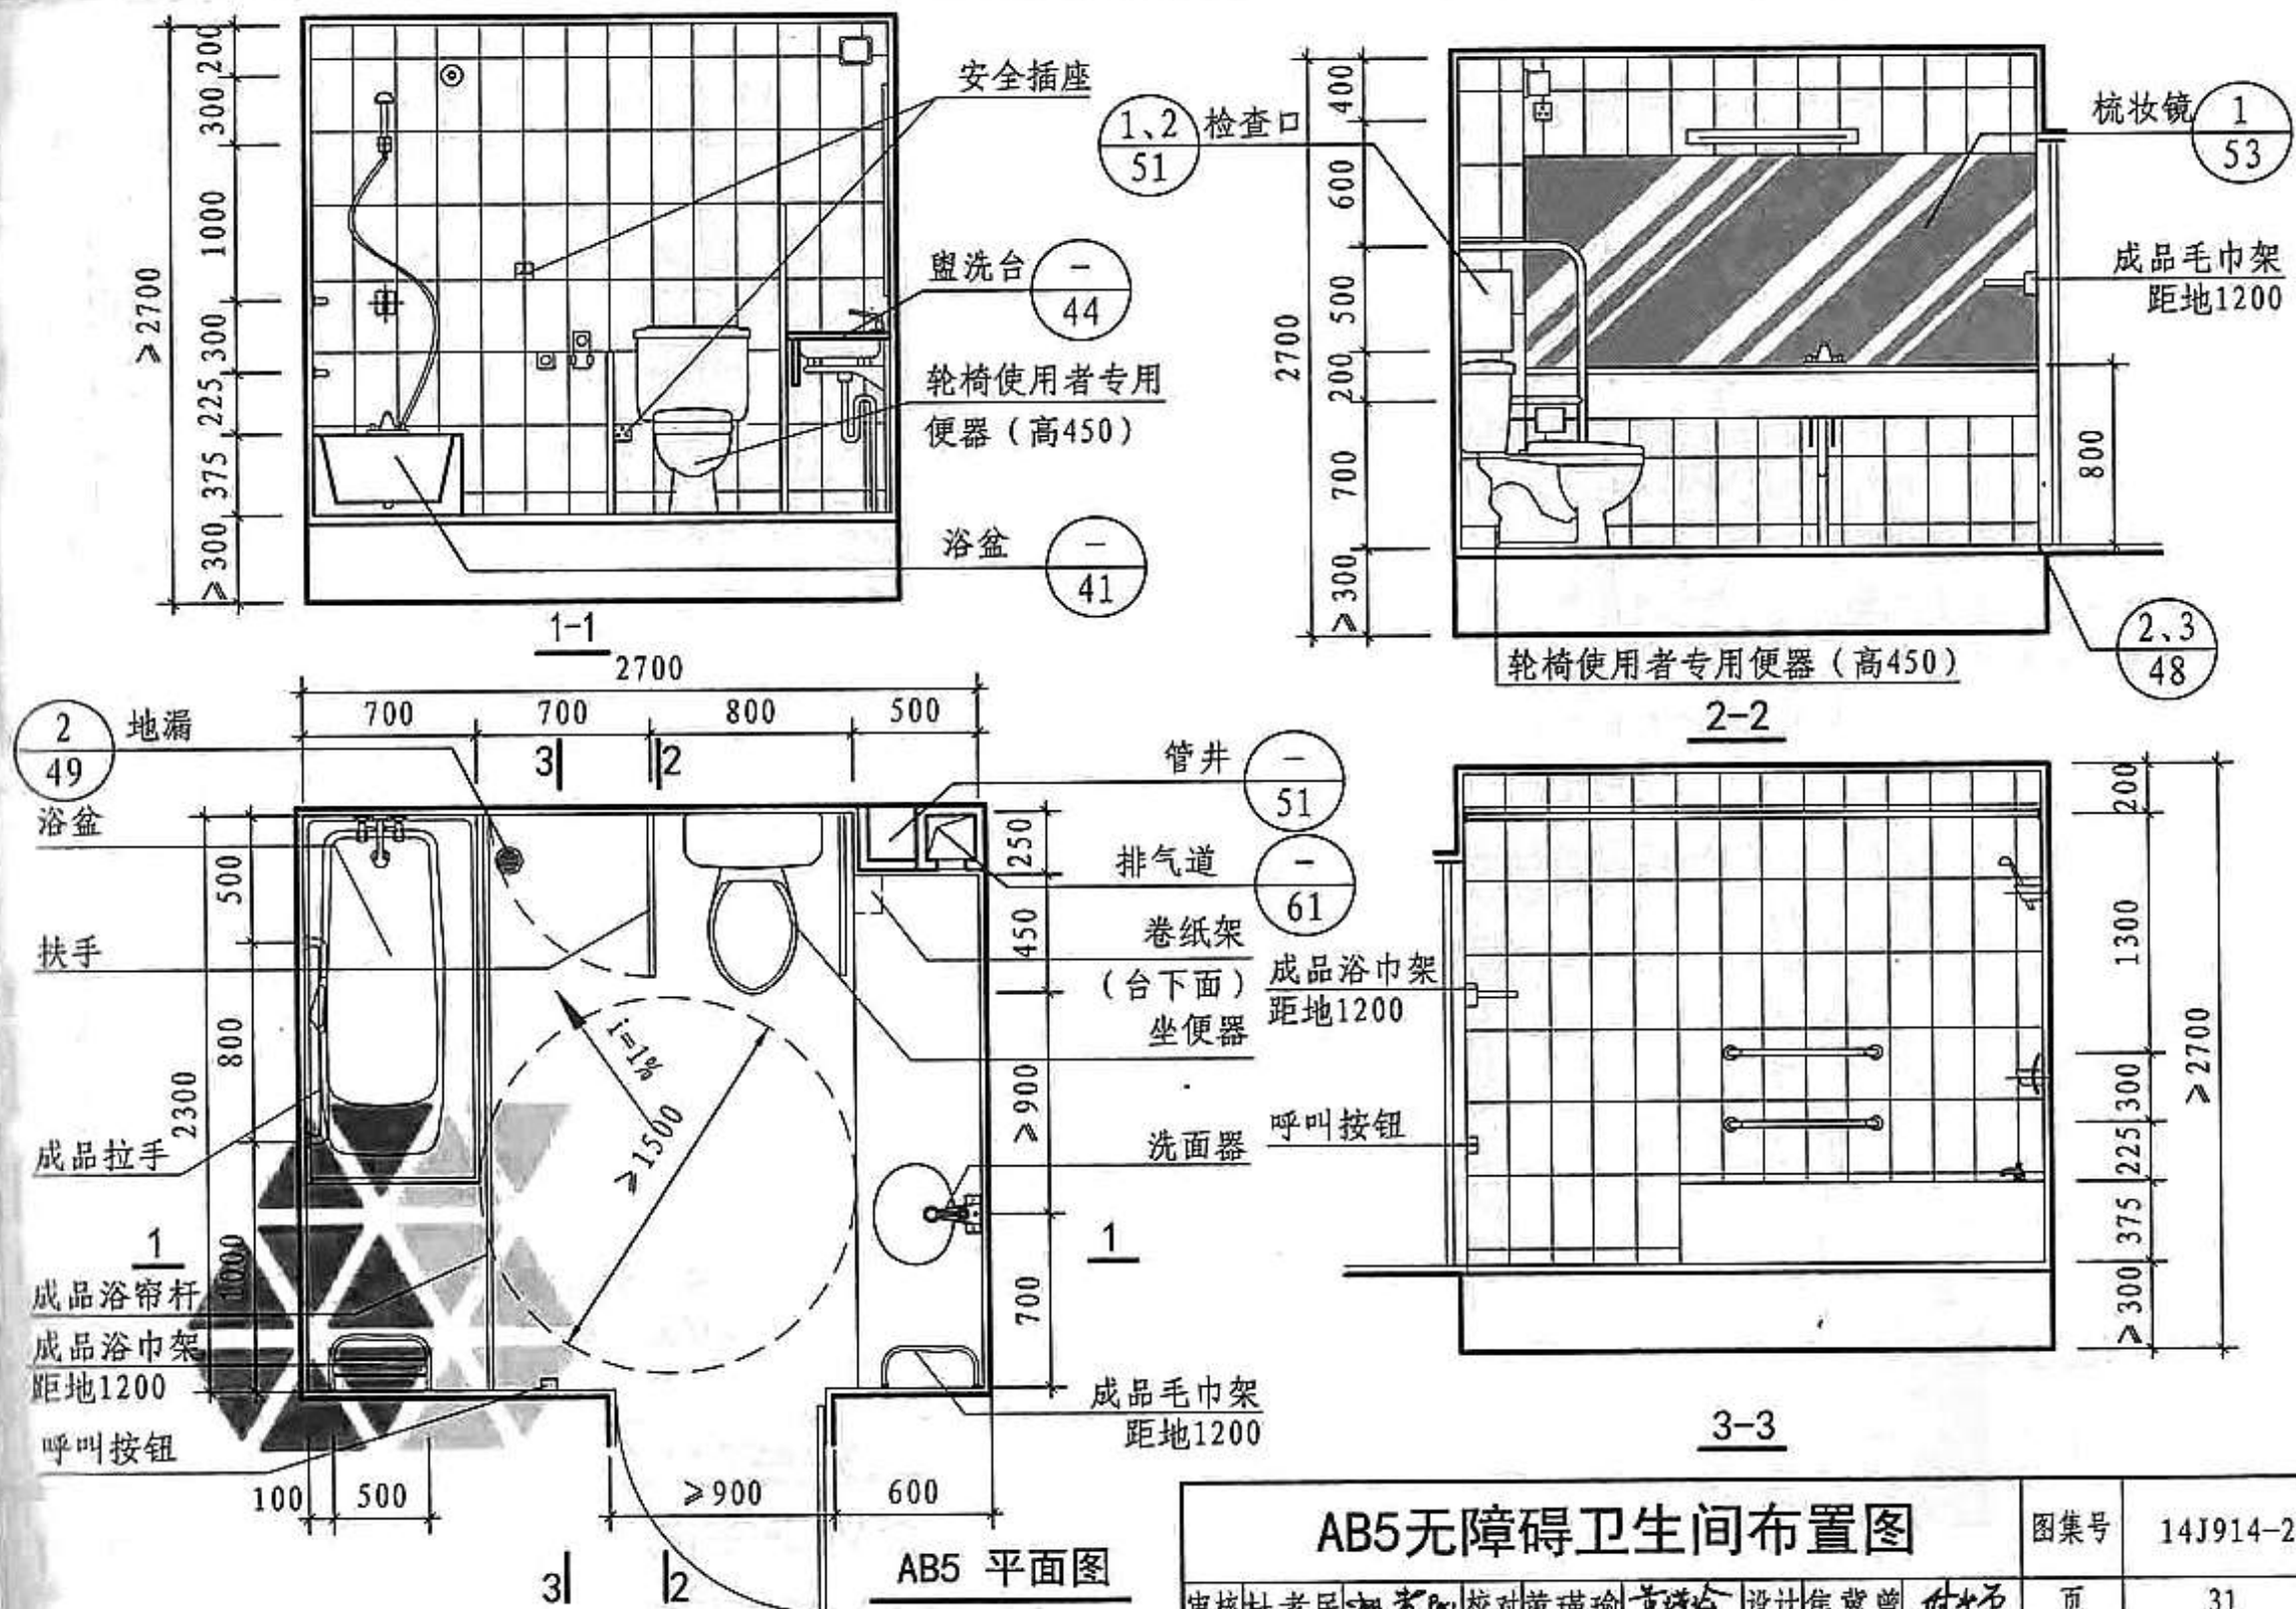 ≥2700
200
300
1000
300
225
375
≥300
安全插座
盥洗台
-
44
轮椅使用者专用
便器（高450）
浴盆
-
41
1-1
1、2
51
检查口
2700
400
600
500
200
700
≥300
梳妆镜
1
53
成品毛巾架
距地1200
800
轮椅使用者专用便器（高450）
2、3
48
2-2
2700
700
700
800
500
2
49
地漏
3
2
浴盆
扶手
成品拉手
1
成品浴帘杆
成品浴巾架
距地1200
呼叫按钮
2300
500
800
1000
i=1%
≥1500
250
450
≥900
700
管井
-
51
排气道
-
61
卷纸架
（台下面）
坐便器
洗面器
1
成品毛巾架
距地1200
100
500
≥900
600
3
2
AB5 平面图
成品浴巾架
距地1200
呼叫按钮
200
1300
300
225
375
≥300
≥2700
3-3
AB5无障碍卫生间布置图
图集号
14J914-2
审核
校对
设计
页
31